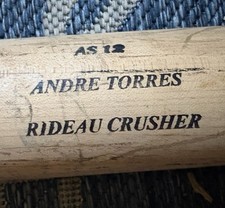 AS 12
ANDRE TORRES
RIDEAU CRUSHER